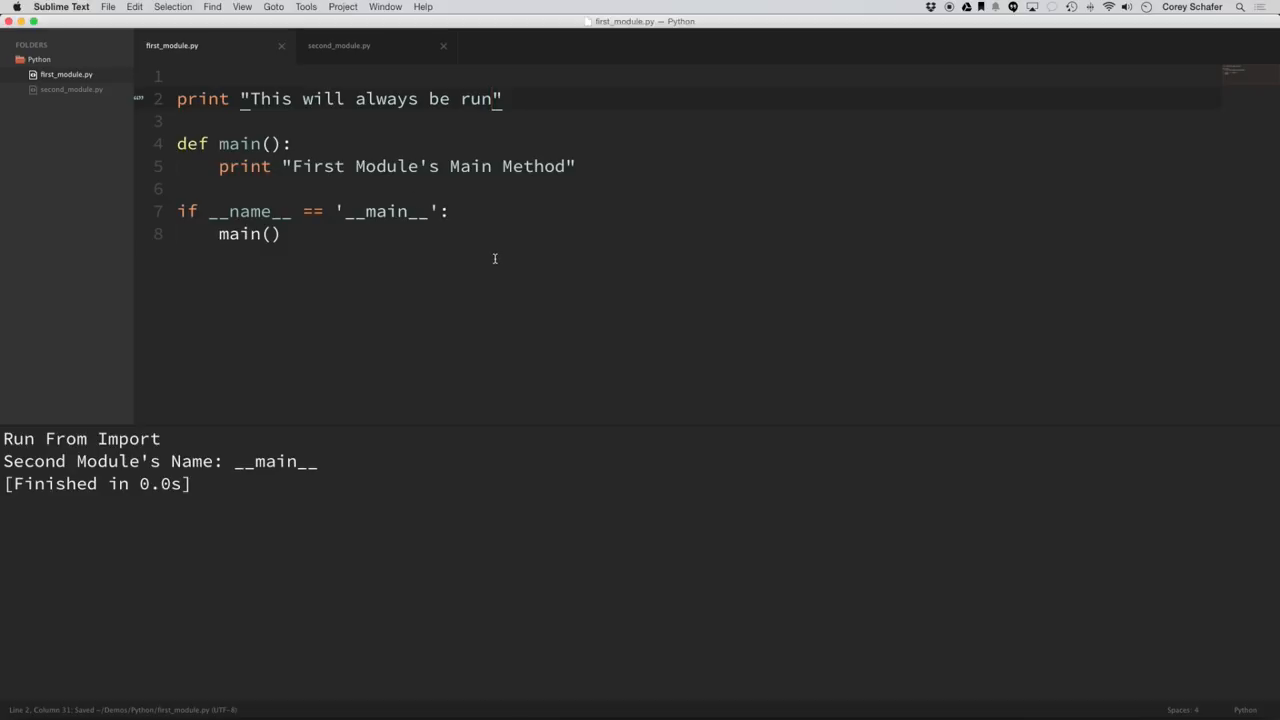 Sublime Text File Edit Selection Find View Goto Tools Project Window Help Corey Schafer
first_module.py — Python
FOLDERS
Python
first_module.py
second_module.py
first_module.py second_module.py
1
2 print "This will always be run"
3
4 def main():
5     print "First Module's Main Method"
6
7 if __name__ == '__main__':
8     main()
Run From Import
Second Module's Name: __main__
[Finished in 0.0s]
Line 2, Column 31; Saved ~/Demos/Python/first_module.py (UTF-8) Spaces: 4 Python